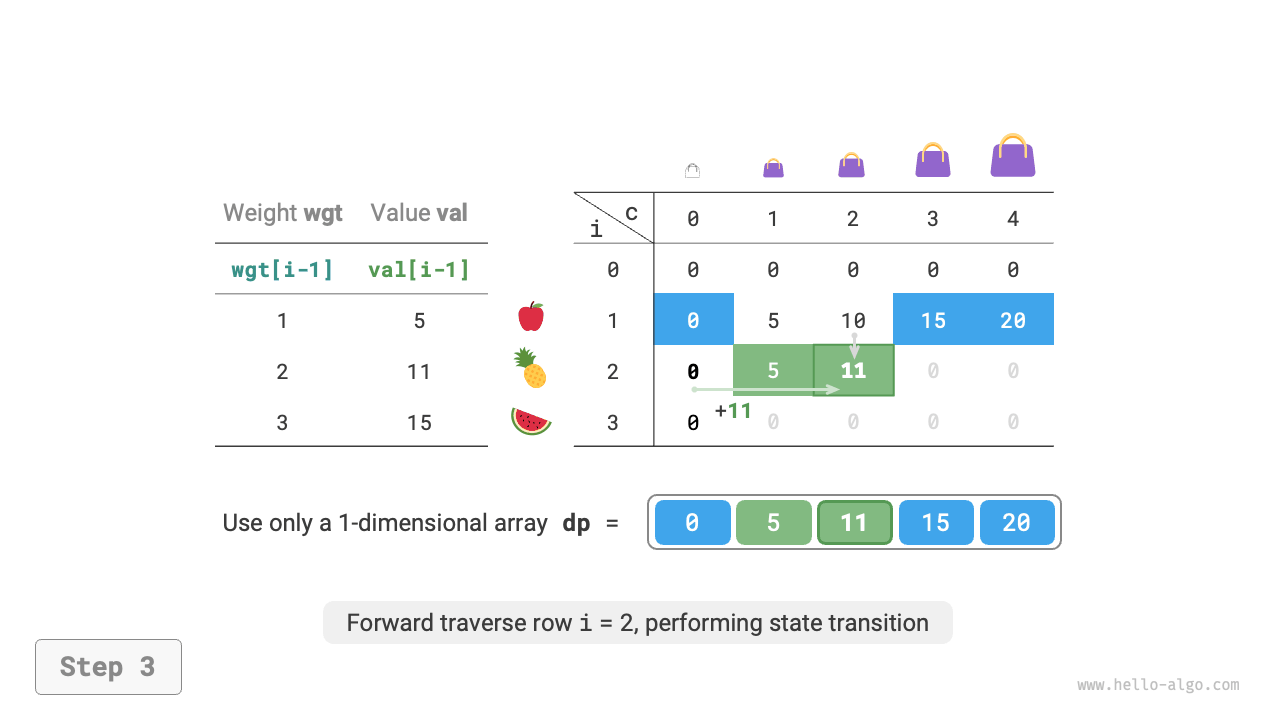 Weight wgt Value val
wgt[i-1] val[i-1]
1 5
2 11
3 15
i c 0 1 2 3 4
0 0 0 0 0 0
1 0 5 10 15 20
2 0 5 11 0 0
+11
3 0 0 0 0 0
Use only a 1-dimensional array dp = 0 5 11 15 20
Forward traverse row i = 2, performing state transition
Step 3
www.hello-algo.com